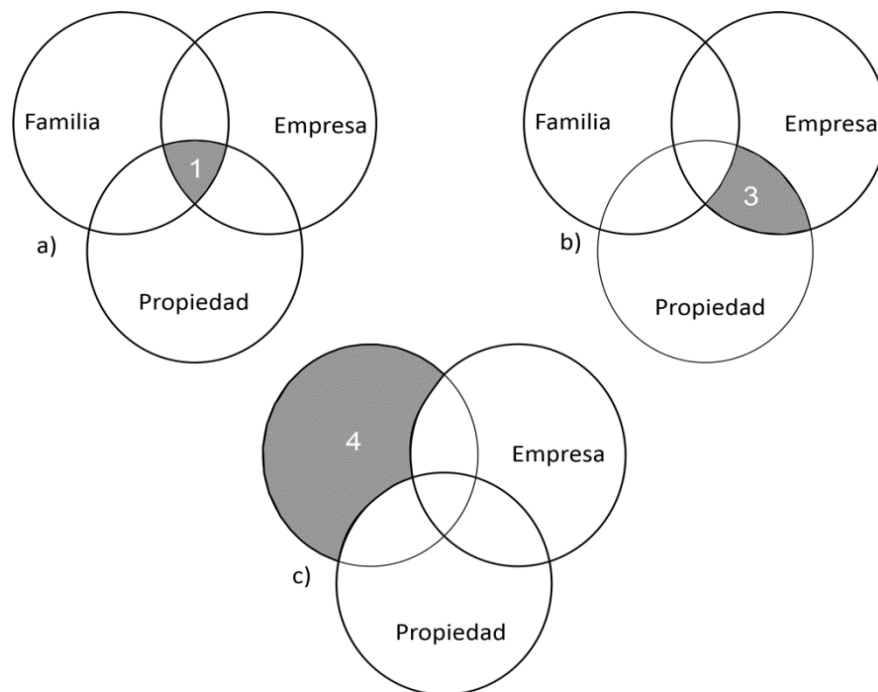 Familia
Empresa
1
Propiedad
a)
Familia
Empresa
3
Propiedad
b)
4
Empresa
Propiedad
c)